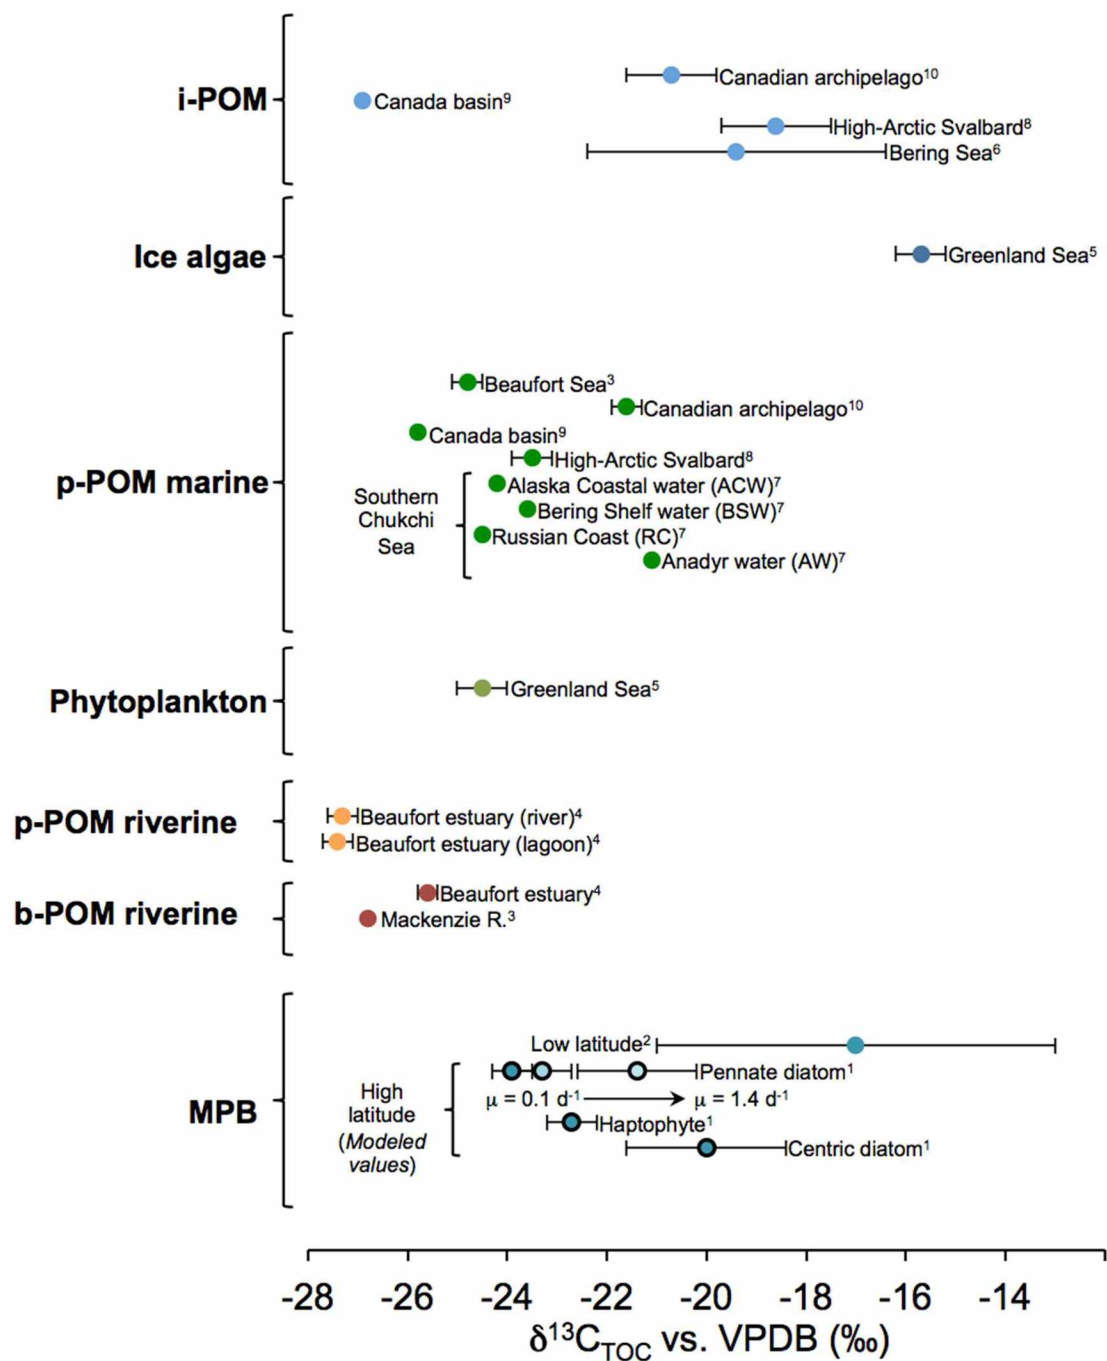 i-POM
Canadian archipelago¹⁰
Canada basin⁹
High-Arctic Svalbard⁸
Bering Sea⁶
Ice algae
Greenland Sea⁵
p-POM marine
Beaufort Sea³
Canadian archipelago¹⁰
Canada basin⁹
High-Arctic Svalbard⁸
Southern
Chukchi
Sea
Alaska Coastal water (ACW)⁷
Bering Shelf water (BSW)⁷
Russian Coast (RC)⁷
Anadyr water (AW)⁷
Phytoplankton
Greenland Sea⁵
p-POM riverine
Beaufort estuary (river)⁴
Beaufort estuary (lagoon)⁴
b-POM riverine
Beaufort estuary⁴
Mackenzie R.³
MPB
Low latitude²
High
latitude
(Modeled
values)
Pennate diatom¹
μ = 0.1 d⁻¹ → μ = 1.4 d⁻¹
Haptophyte¹
Centric diatom¹
-28 -26 -24 -22 -20 -18 -16 -14
δ¹³C_TOC vs. VPDB (‰)